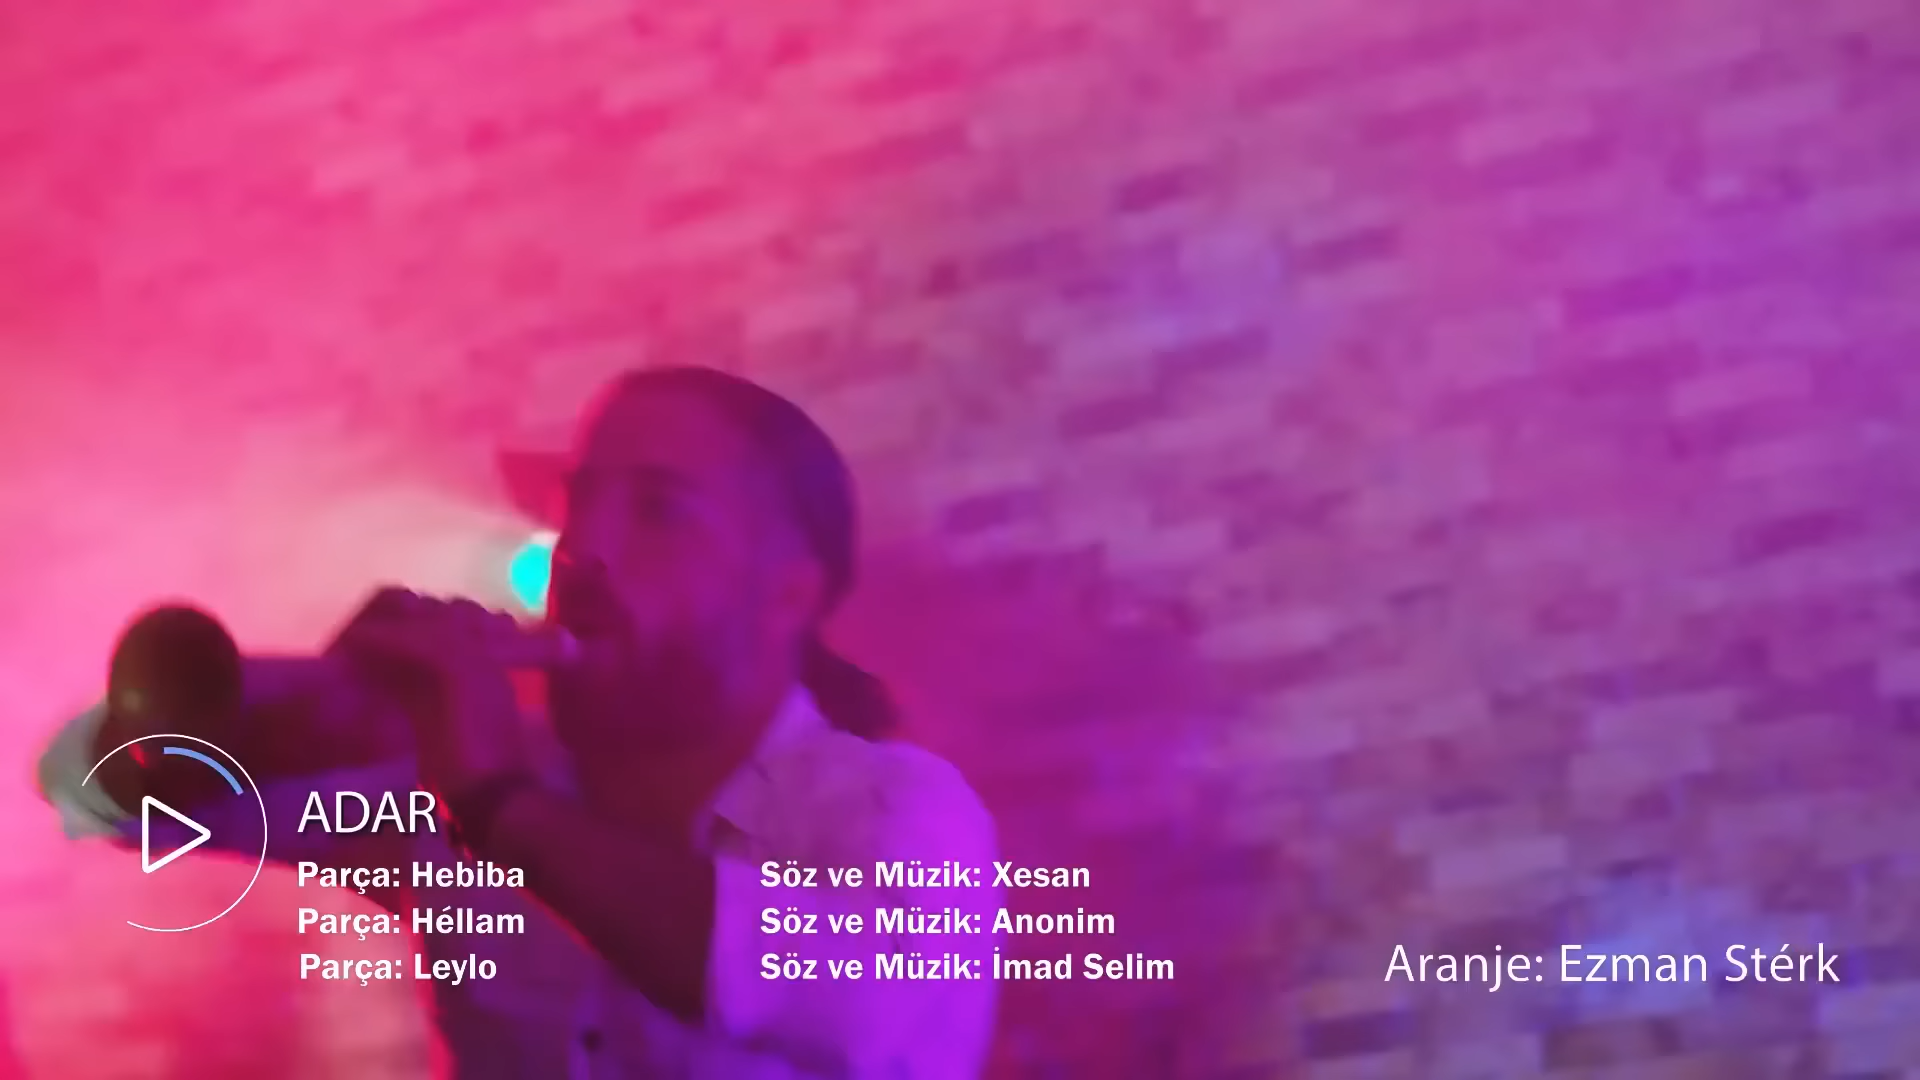 ADAR
Parça: Hebiba
Söz ve Müzik: Xesan
Parça: Héllam
Söz ve Müzik: Anonim
Parça: Leylo
Söz ve Müzik: İmad Selim
Aranje: Ezman Stérk